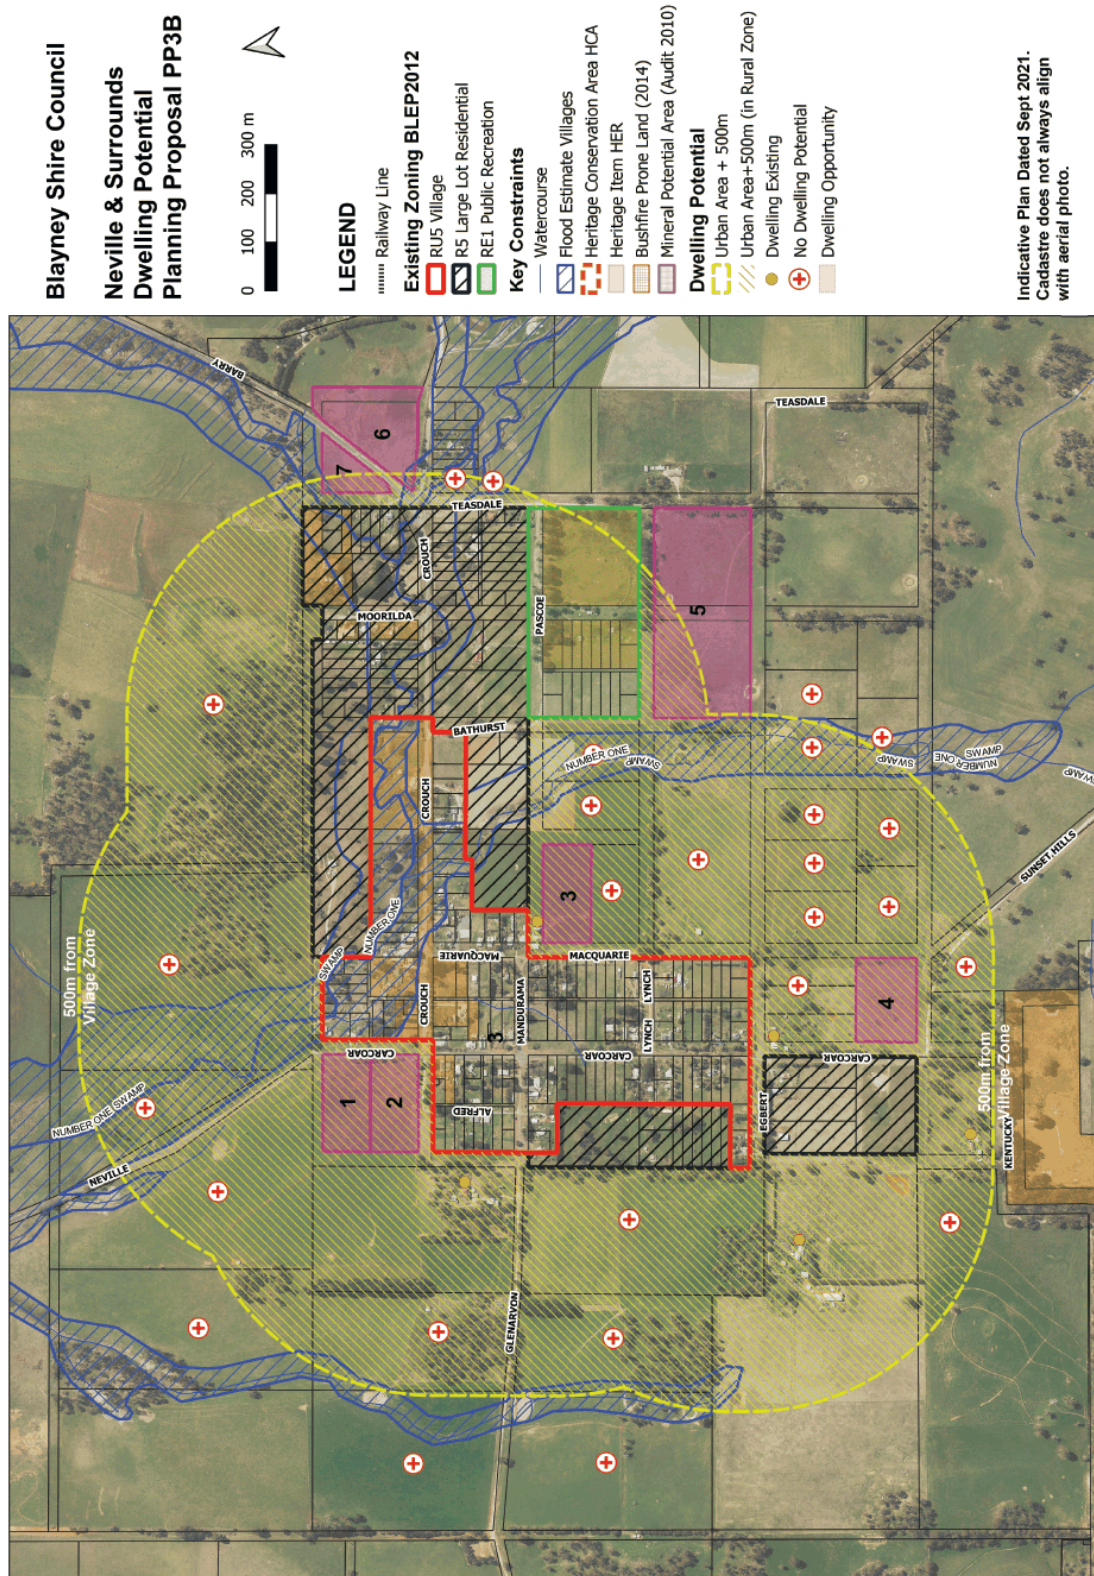 Blayney Shire Council
Neville & Surrounds
Dwelling Potential
Planning Proposal PP3B
0 100 200 300 m
LEGEND
Railway Line
Existing Zoning BLEP2012
RU5 Village
R5 Large Lot Residential
RE1 Public Recreation
Key Constraints
Watercourse
Flood Estimate Villages
Heritage Conservation Area HCA
Heritage Item HER
Bushfire Prone Land (2014)
Mineral Potential Area (Audit 2010)
Dwelling Potential
Urban Area + 500m
Urban Area+500m (in Rural Zone)
Dwelling Existing
No Dwelling Potential
Dwelling Opportunity
Indicative Plan Dated Sept 2021.
Cadastre does not always align
with aerial photo.
BARRY
7
6
TEASDALE
TEASDALE
CROUCH
MOORILDA
PASCOE
5
BATHURST
CROUCH
NUMBER ONE
SWAMP
SWAMP
NUMBER ONE
SWAMP
SWAMP
SUNSET HILLS
3
500m from
Village Zone
SWAMP
NUMBER ONE
MACQUARIE
MACQUARIE
CROUCH
3
MANDURAMA
LYNCH
LYNCH
4
CARCOAR
CARCOAR
CARCOAR
500m from
Village Zone
NUMBER ONE SWAMP
1
2
ALFRED
EGBERT
KENTUCKY
NEVILLE
GLENARVON